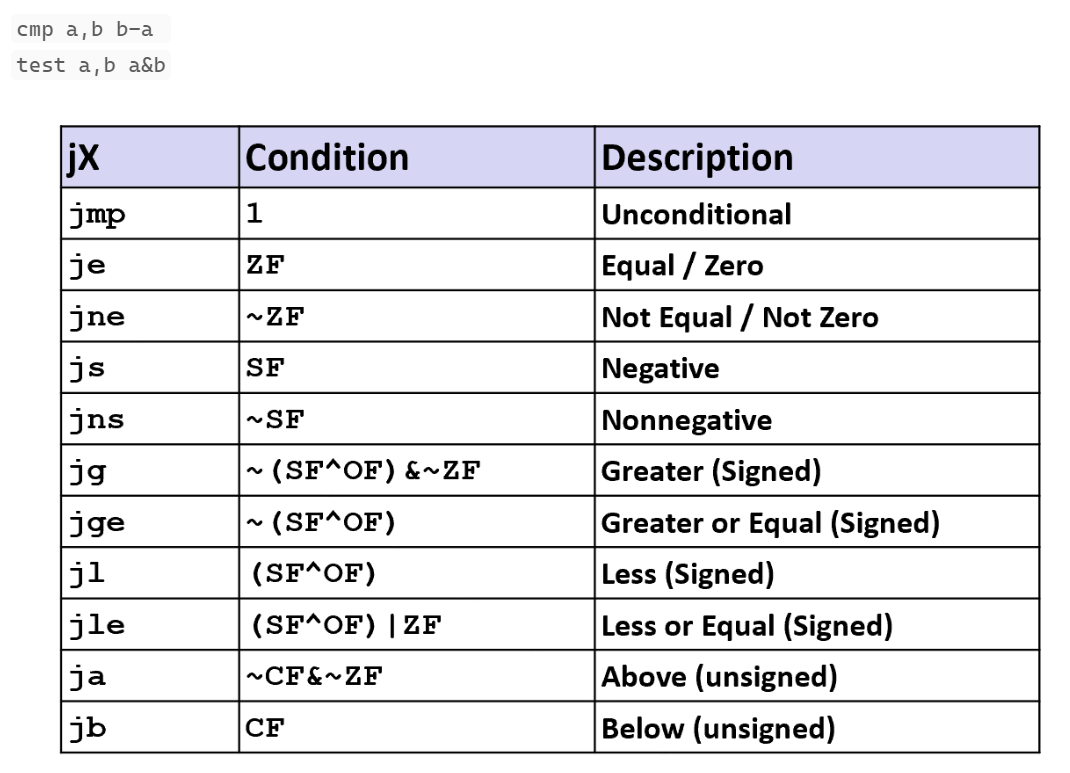 cmp a,b b-a
test a,b a&b
jX Condition Description
jmp 1 Unconditional
je ZF Equal / Zero
jne ~ZF Not Equal / Not Zero
js SF Negative
jns ~SF Nonnegative
jg ~(SF^OF)&~ZF Greater (Signed)
jge ~(SF^OF) Greater or Equal (Signed)
jl (SF^OF) Less (Signed)
jle (SF^OF)|ZF Less or Equal (Signed)
ja ~CF&~ZF Above (unsigned)
jb CF Below (unsigned)